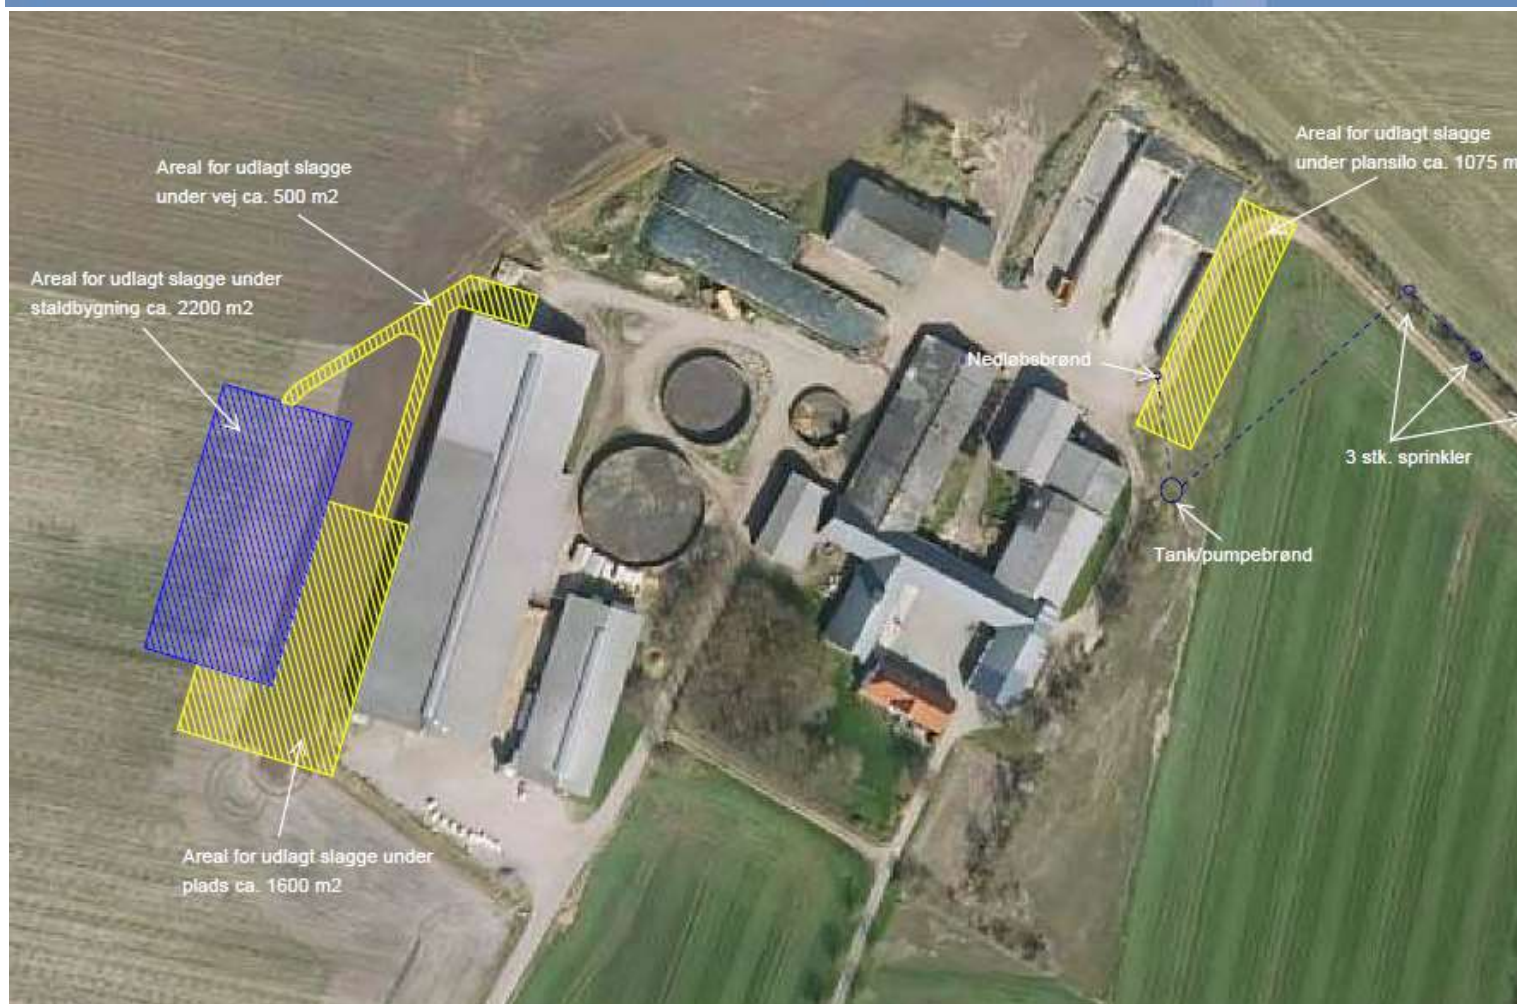 Areal for udlagt slagge
under vej ca. 500 m2
Areal for udlagt slagge under
staldbygning ca. 2200 m2
Areal for udlagt slagge
under plansilo ca. 1075 m
Nedløbsbrønd
3 stk. sprinkler
Tank/pumpebrønd
Areal for udlagt slagge under
plads ca. 1600 m2